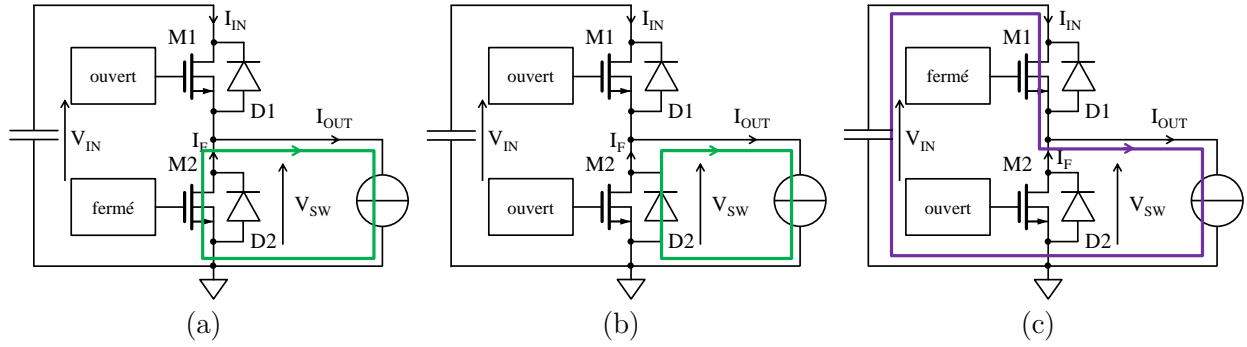 I_IN
M1
ouvert
D1
V_IN
I_OUT
I_F
M2
fermé
V_SW
D2
(a)
I_IN
M1
ouvert
D1
V_IN
I_OUT
I_F
M2
ouvert
V_SW
D2
(b)
I_IN
M1
fermé
D1
V_IN
I_OUT
I_F
M2
ouvert
V_SW
D2
(c)